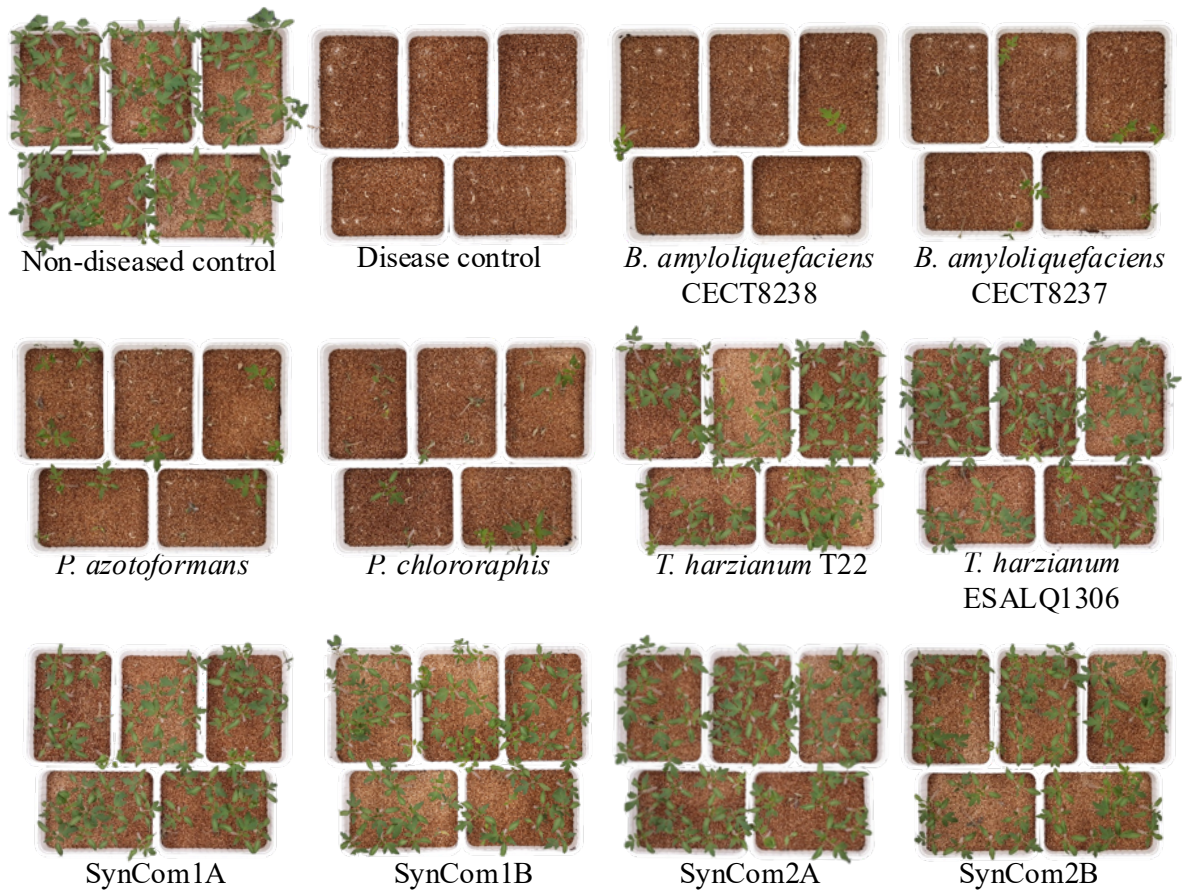 Non-diseased control
Disease control
B. amyloliquefaciens
CECT8238
B. amyloliquefaciens
CECT8237
P. azotoformans
P. chlororaphis
T. harzianum T22
T. harzianum
ESALQ1306
SynCom1A
SynCom1B
SynCom2A
SynCom2B